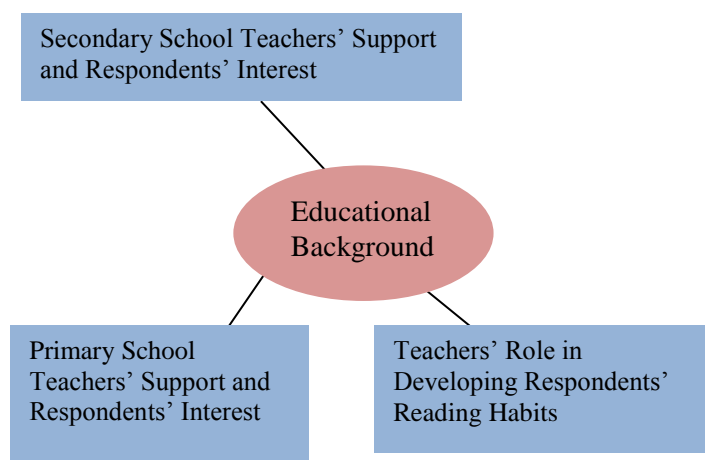 Secondary School Teachers’ Support
and Respondents’ Interest
Educational
Background
Primary School
Teachers’ Support and
Respondents’ Interest
Teachers’ Role in
Developing Respondents’
Reading Habits